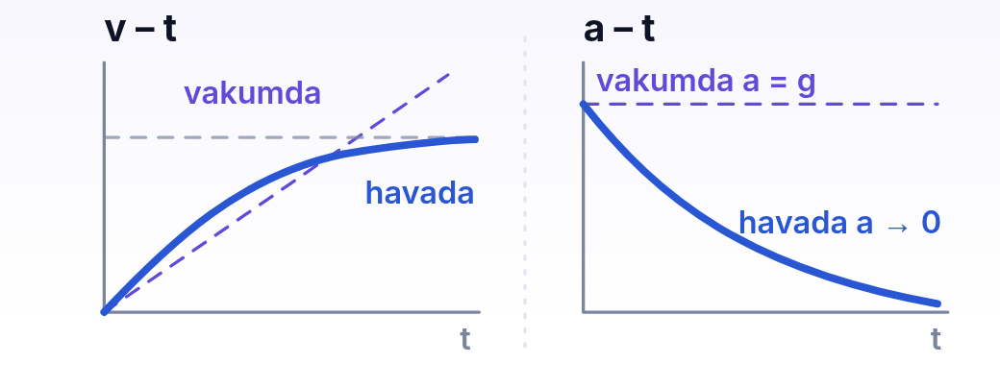 v – t
vakumda
havada
t
a – t
vakumda a = g
havada a → 0
t